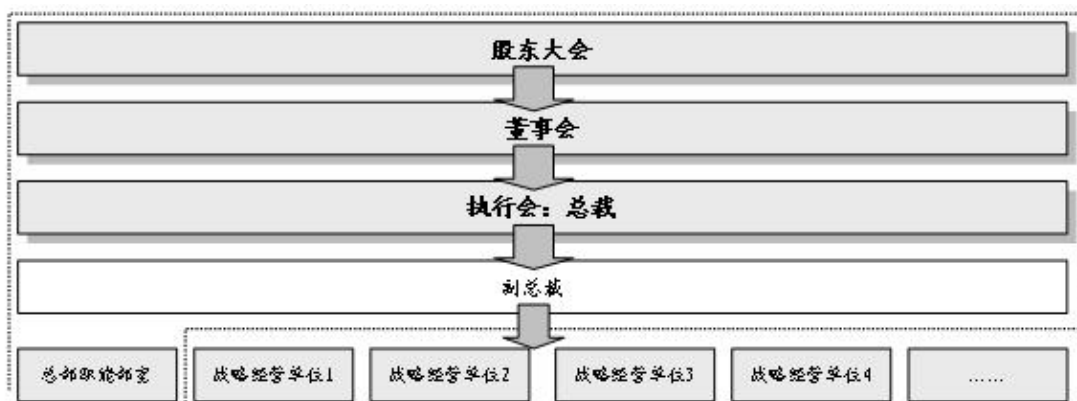 股东大会
董事会
执行会：总裁
副总裁
总部职能部室
战略经营单位1
战略经营单位2
战略经营单位3
战略经营单位4
……